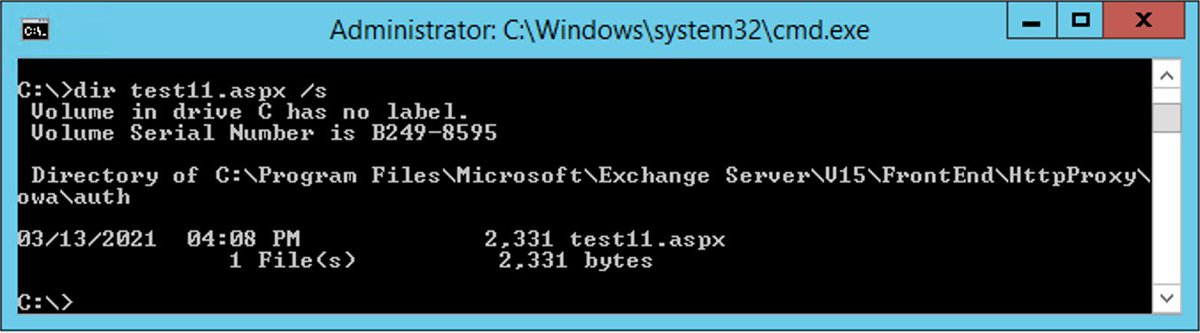 Administrator: C:\Windows\system32\cmd.exe
C:\>dir test11.aspx /s
Volume in drive C has no label.
Volume Serial Number is B249-8595
Directory of C:\Program Files\Microsoft\Exchange Server\V15\FrontEnd\HttpProxy\
owa\auth
03/13/2021  04:08 PM             2,331 test11.aspx
1 File(s)          2,331 bytes
C:\>